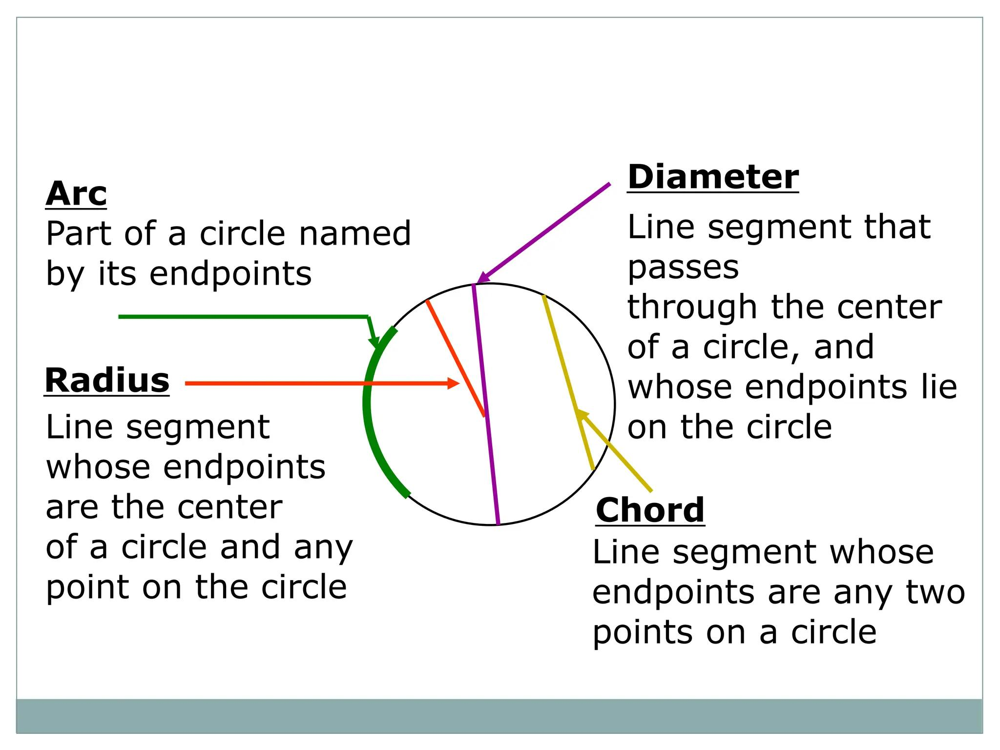 Arc
Part of a circle named
by its endpoints
Radius
Line segment
whose endpoints
are the center
of a circle and any
point on the circle
Diameter
Line segment that
passes
through the center
of a circle, and
whose endpoints lie
on the circle
Chord
Line segment whose
endpoints are any two
points on a circle